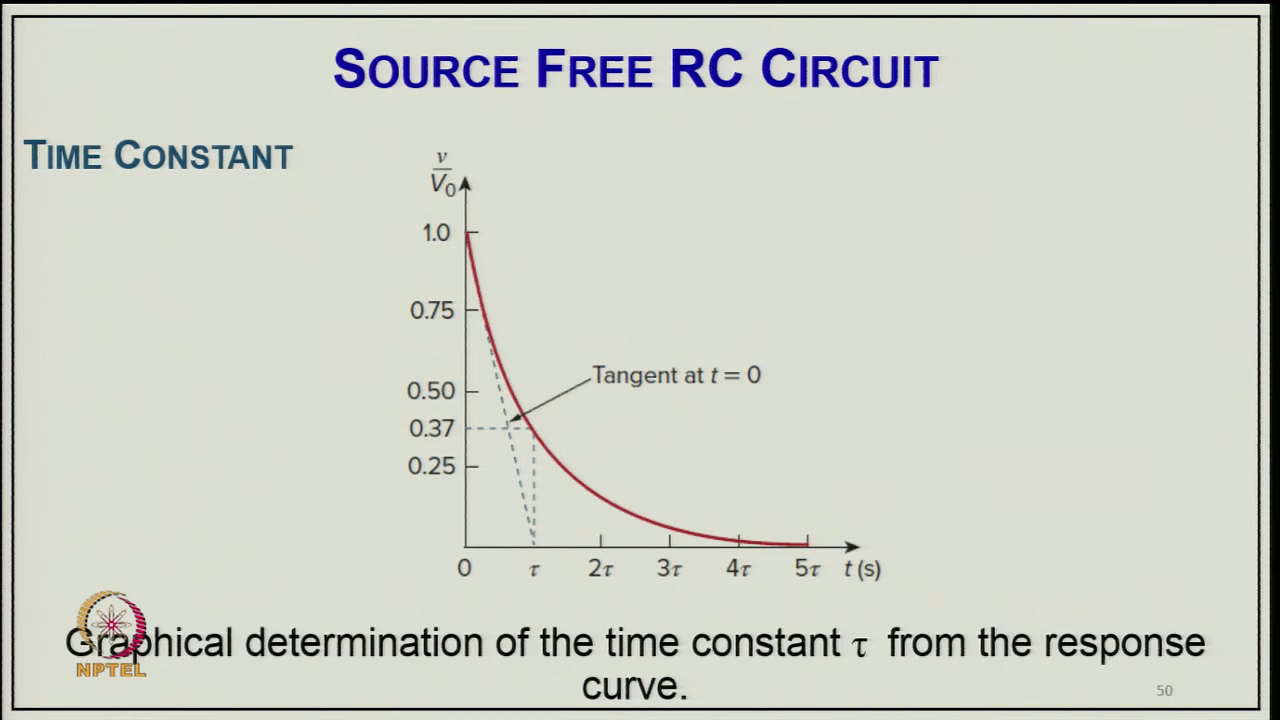 SOURCE FREE RC CIRCUIT
TIME CONSTANT
v
V0
1.0
0.75
Tangent at t = 0
0.50
0.37
0.25
0 τ 2τ 3τ 4τ 5τ t (s)
Graphical determination of the time constant τ from the response
curve.
NPTEL
50